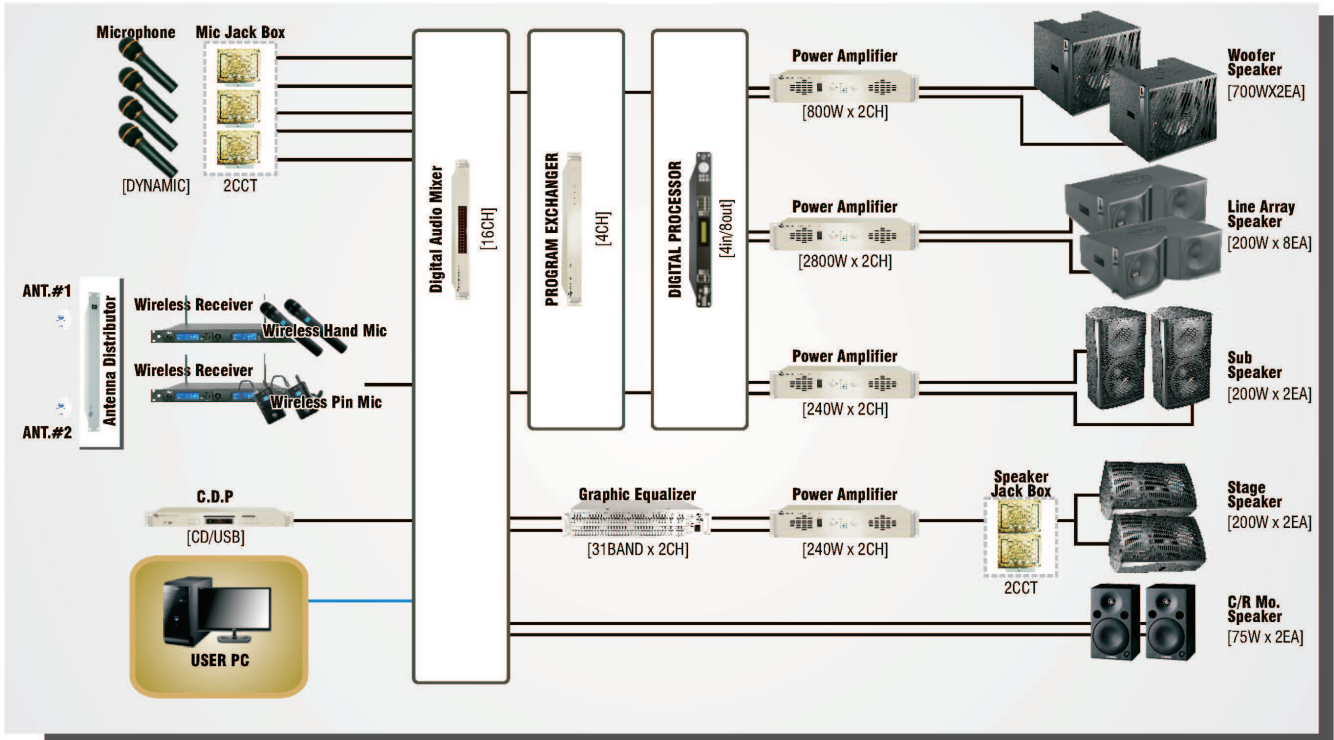 Microphone
Mic Jack Box
[DYNAMIC]
2CCT
ANT.#1
ANT.#2
Antenna Distributor
Wireless Receiver
Wireless Hand Mic
Wireless Receiver
Wireless Pin Mic
C.D.P
[CD/USB]
USER PC
Digital Audio Mixer
[16CH]
PROGRAM EXCHANGER
[4CH]
DIGITAL PROCESSOR
[4in/8out]
Power Amplifier
[800W x 2CH]
Woofer
Speaker
[700WX2EA]
Power Amplifier
[2800W x 2CH]
Line Array
Speaker
[200W x 8EA]
Power Amplifier
[240W x 2CH]
Sub
Speaker
[200W x 2EA]
Graphic Equalizer
[31BAND x 2CH]
Power Amplifier
[240W x 2CH]
Speaker
Jack Box
2CCT
Stage
Speaker
[200W x 2EA]
C/R Mo.
Speaker
[75W x 2EA]